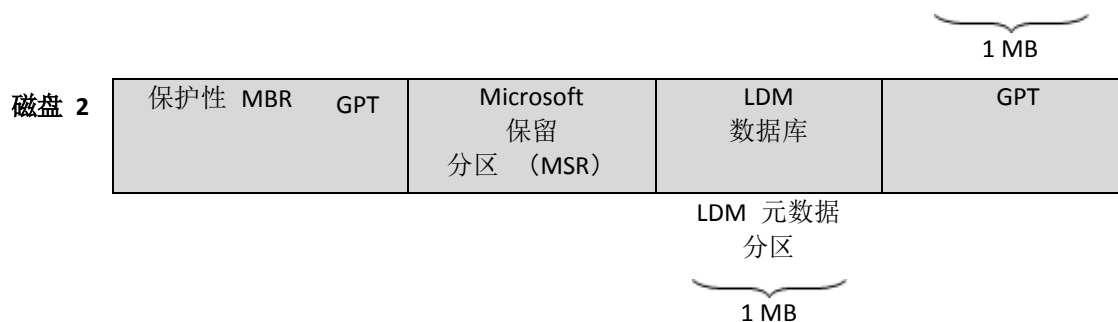 1 MB
磁盘 2
保护性 MBR GPT
Microsoft
保留
分区 （MSR）
LDM
数据库
GPT
LDM 元数据
分区
1 MB